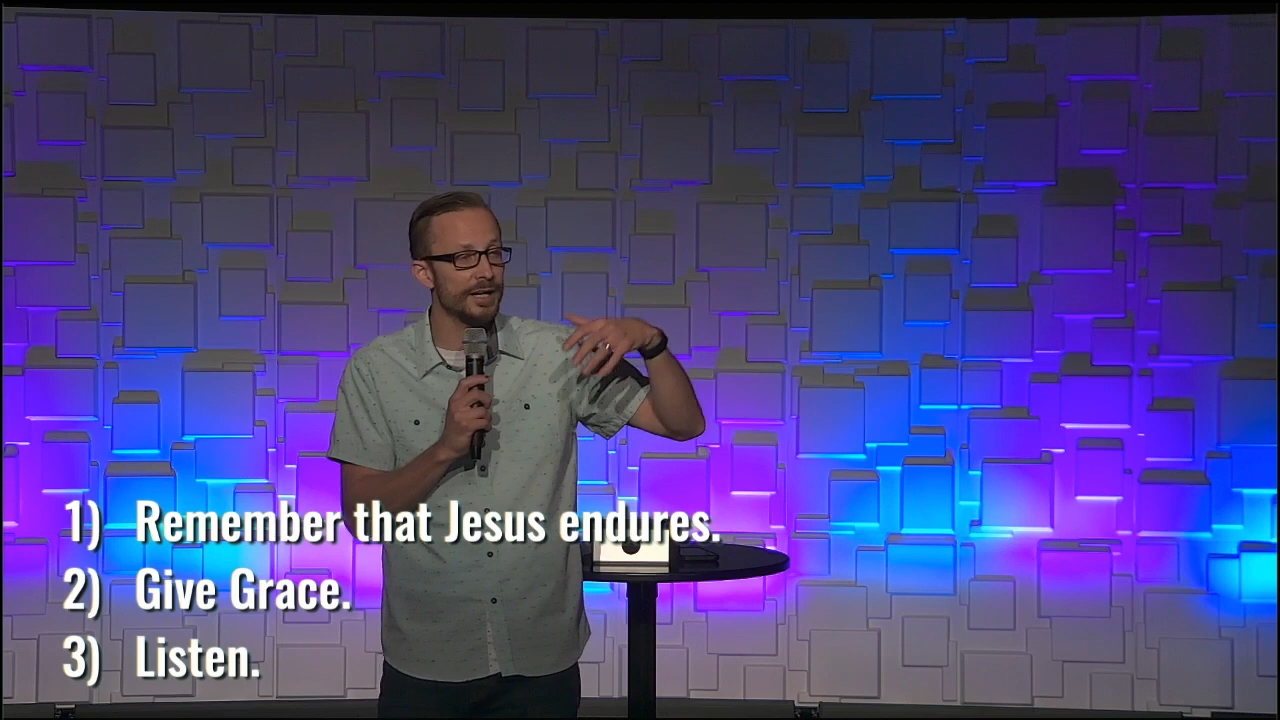 1) Remember that Jesus endures.
2) Give Grace.
3) Listen.